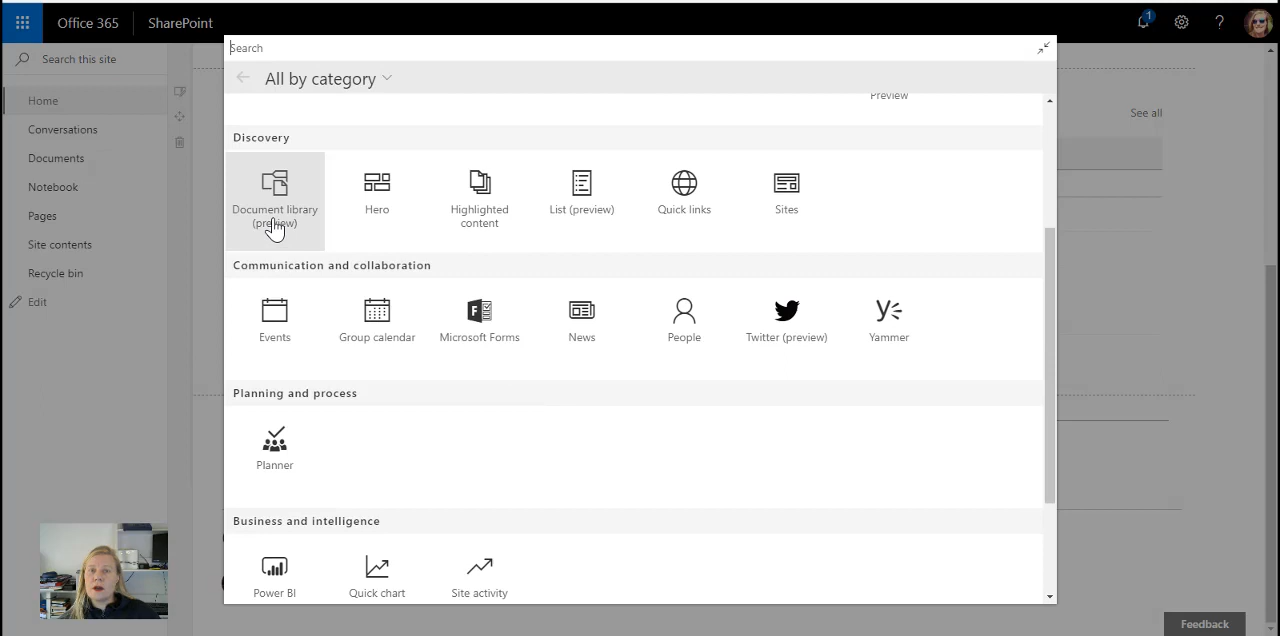 Office 365 SharePoint 1 ?
Search this site
Search
All by category
Preview
Home
Conversations
Documents
Notebook
Pages
Site contents
Recycle bin
Edit
See all
Discovery
Document library
(preview)
Hero
Highlighted
content
List (preview)
Quick links
Sites
Communication and collaboration
Events
Group calendar
Microsoft Forms
News
People
Twitter (preview)
Yammer
Planning and process
Planner
Business and intelligence
Power BI
Quick chart
Site activity
Feedback